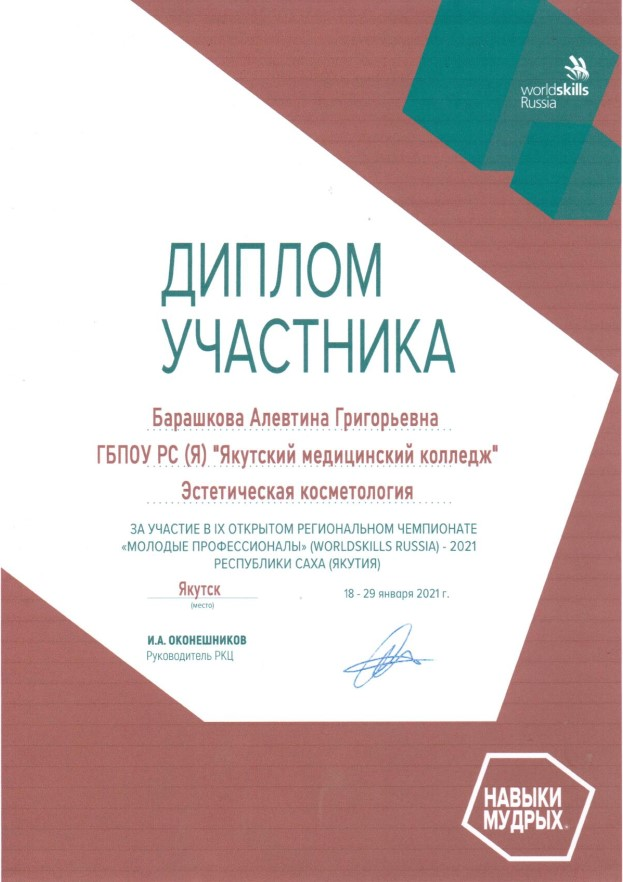 worldskills
Russia
ДИПЛОМ
УЧАСТНИКА
Барашкова Алевтина Григорьевна
ГБПОУ РС (Я) "Якутский медицинский колледж"
Эстетическая косметология
ЗА УЧАСТИЕ В IX ОТКРЫТОМ РЕГИОНАЛЬНОМ ЧЕМПИОНАТЕ
«МОЛОДЫЕ ПРОФЕССИОНАЛЫ» (WORLDSKILLS RUSSIA) - 2021
РЕСПУБЛИКИ САХА (ЯКУТИЯ)
Якутск 18 - 29 января 2021 г.
(место)
И.А. ОКОНЕШНИКОВ
Руководитель РКЦ
НАВЫКИ
МУДРЫХ®